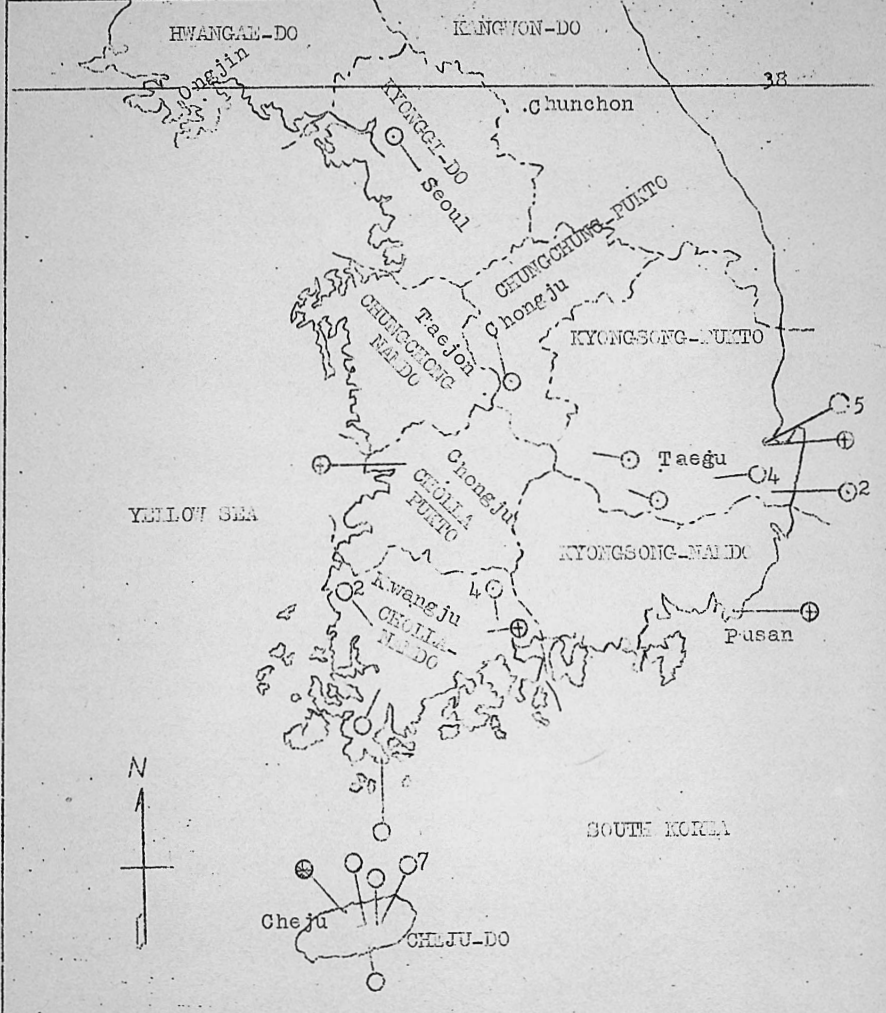 HWANGAE-DO
KANGWON-DO
Ongjin
38
KYONGGI-DO
.Chunchon
Seoul
CHUNGCHUNG-PUKTO
Chongju
CHUNGCHONG
NAMDO
Taejon
KYONGSONG-PUKTO
5
Taegu
4
2
Chongju
CHOLLA
PUKTO
YELLOW SEA
KYONGSONG-NAMDO
2
Kwangju
4
CHOLLA-
NAMDO
Pusan
N
SOUTH KOREA
7
Cheju
CHEJU-DO